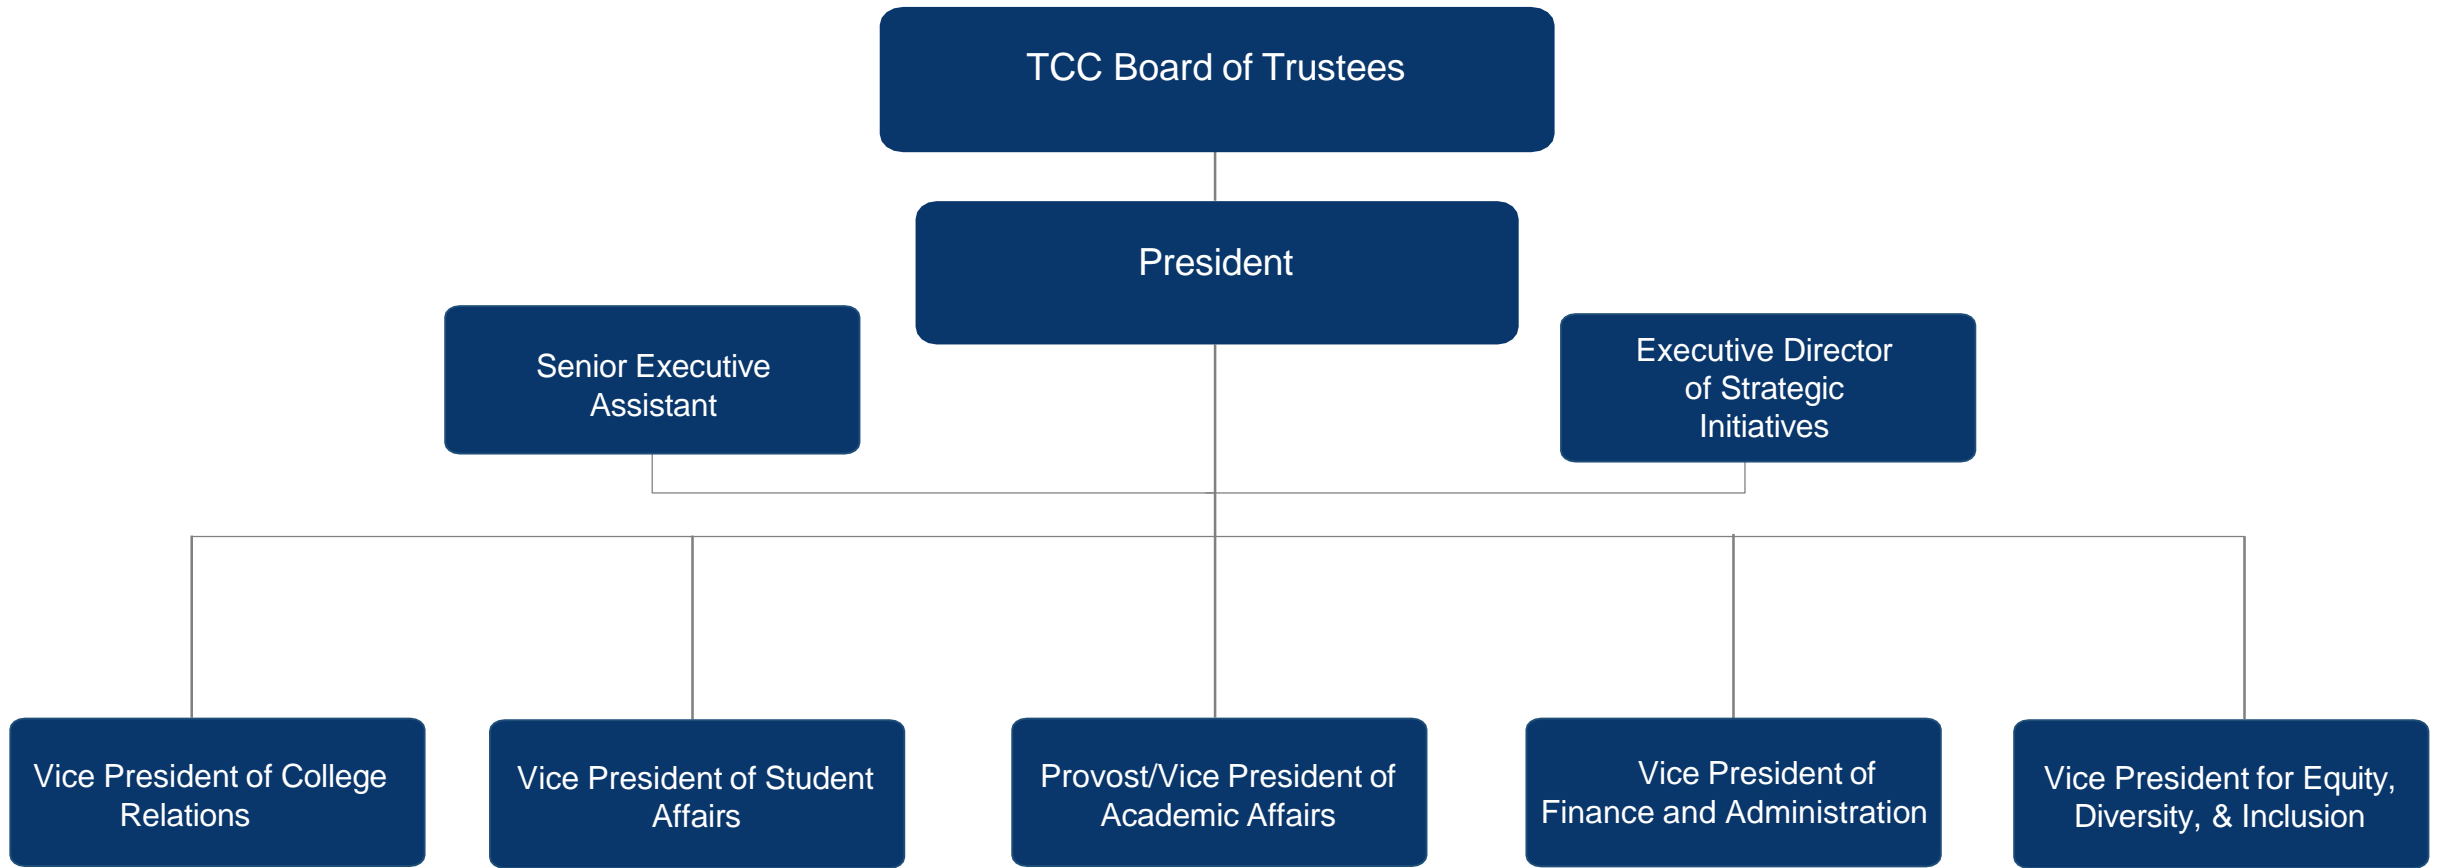 TCC Board of Trustees
President
Senior Executive
Assistant
Executive Director
of Strategic
Initiatives
Vice President of College
Relations
Vice President of Student
Affairs
Provost/Vice President of
Academic Affairs
Vice President of
Finance and Administration
Vice President for Equity,
Diversity, & Inclusion